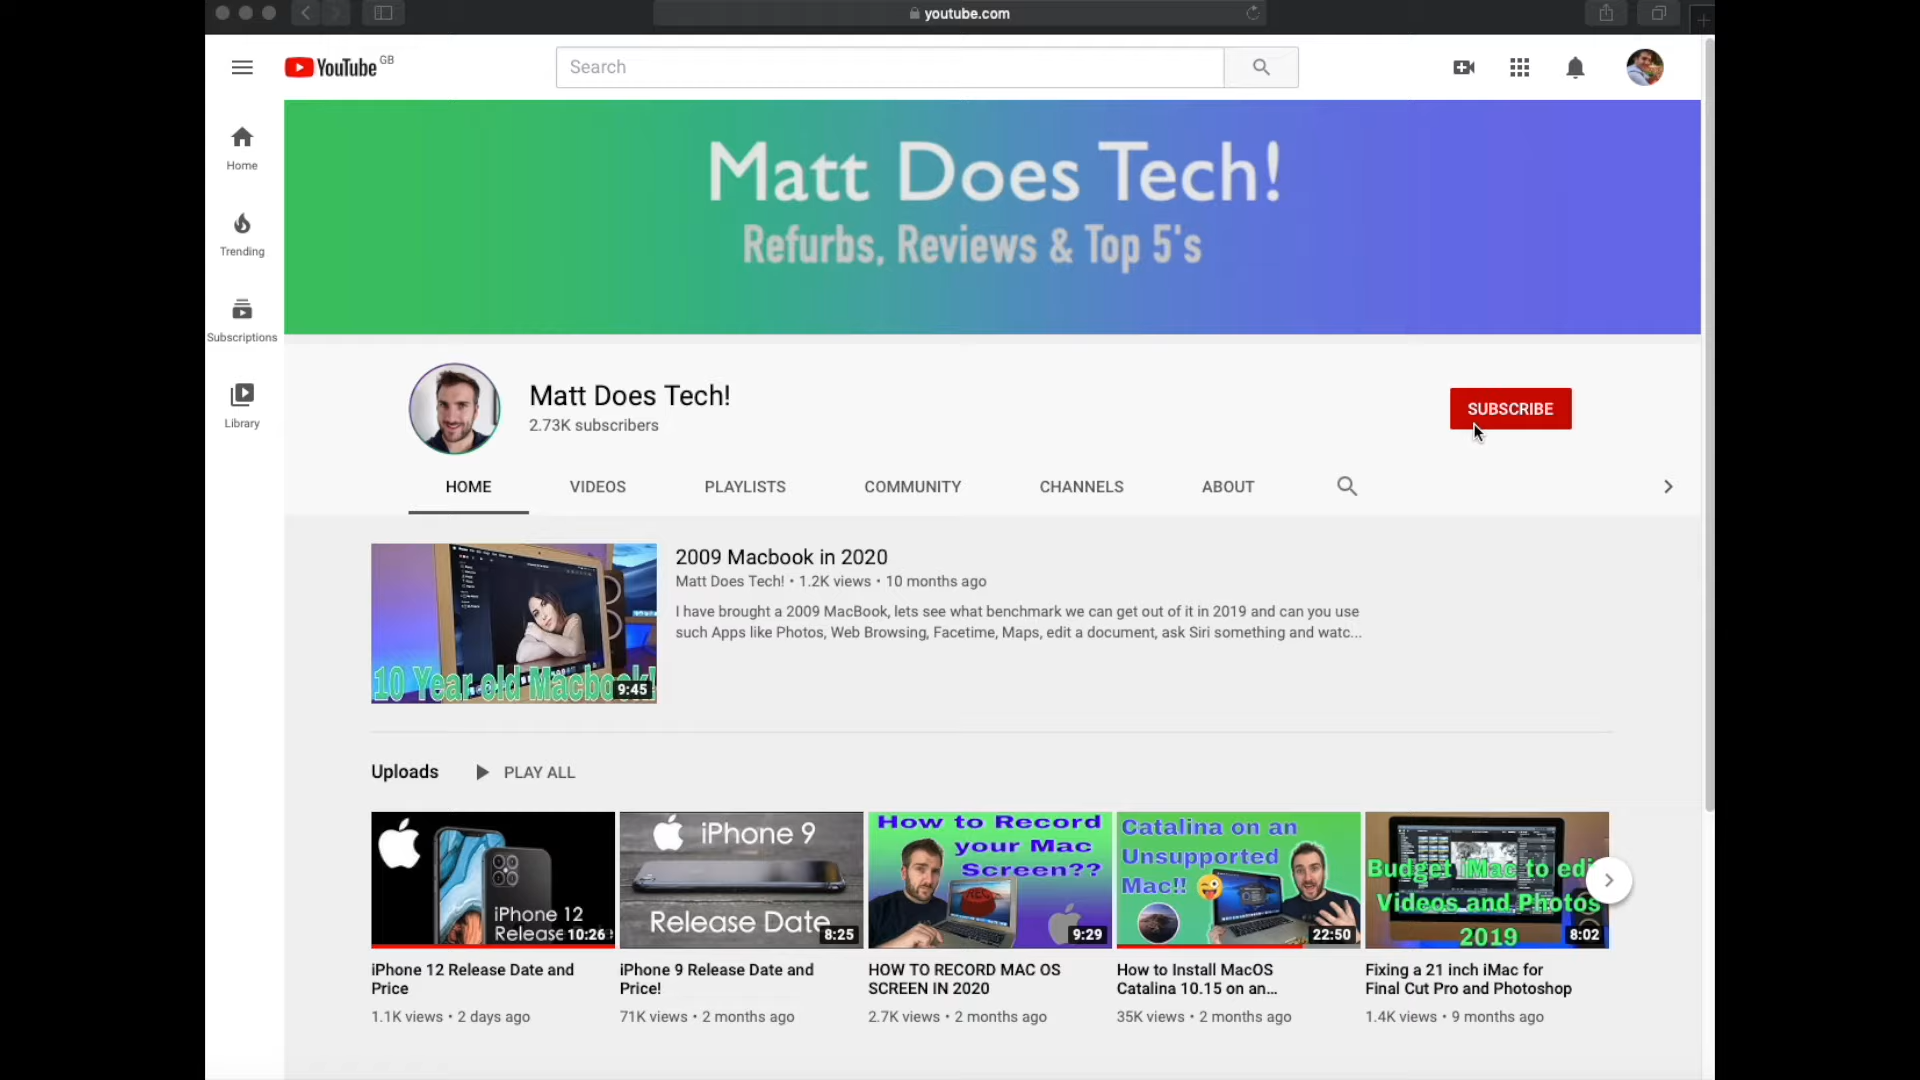 youtube.com
YouTube GB
Search
Home
Trending
Subscriptions
Library
Matt Does Tech!
Refurbs, Reviews & Top 5's
Matt Does Tech!
2.73K subscribers
SUBSCRIBE
HOME VIDEOS PLAYLISTS COMMUNITY CHANNELS ABOUT
10 Year old Macbook!
9:45
2009 Macbook in 2020
Matt Does Tech! • 1.2K views • 10 months ago
I have brought a 2009 MacBook, lets see what benchmark we can get out of it in 2019 and can you use
such Apps like Photos, Web Browsing, Facetime, Maps, edit a document, ask Siri something and watc...
Uploads PLAY ALL
iPhone 12
Release
10:26
iPhone 12 Release Date and
Price
1.1K views • 2 days ago
iPhone 9
Release Date
8:25
iPhone 9 Release Date and
Price!
71K views • 2 months ago
How to Record
your Mac
Screen??
9:29
HOW TO RECORD MAC OS
SCREEN IN 2020
2.7K views • 2 months ago
Catalina on an
Unsupported
Mac!!
22:50
How to Install MacOS
Catalina 10.15 on an...
35K views • 2 months ago
Budget iMac to edi
Videos and Photos
2019
8:02
Fixing a 21 inch iMac for
Final Cut Pro and Photoshop
1.4K views • 9 months ago